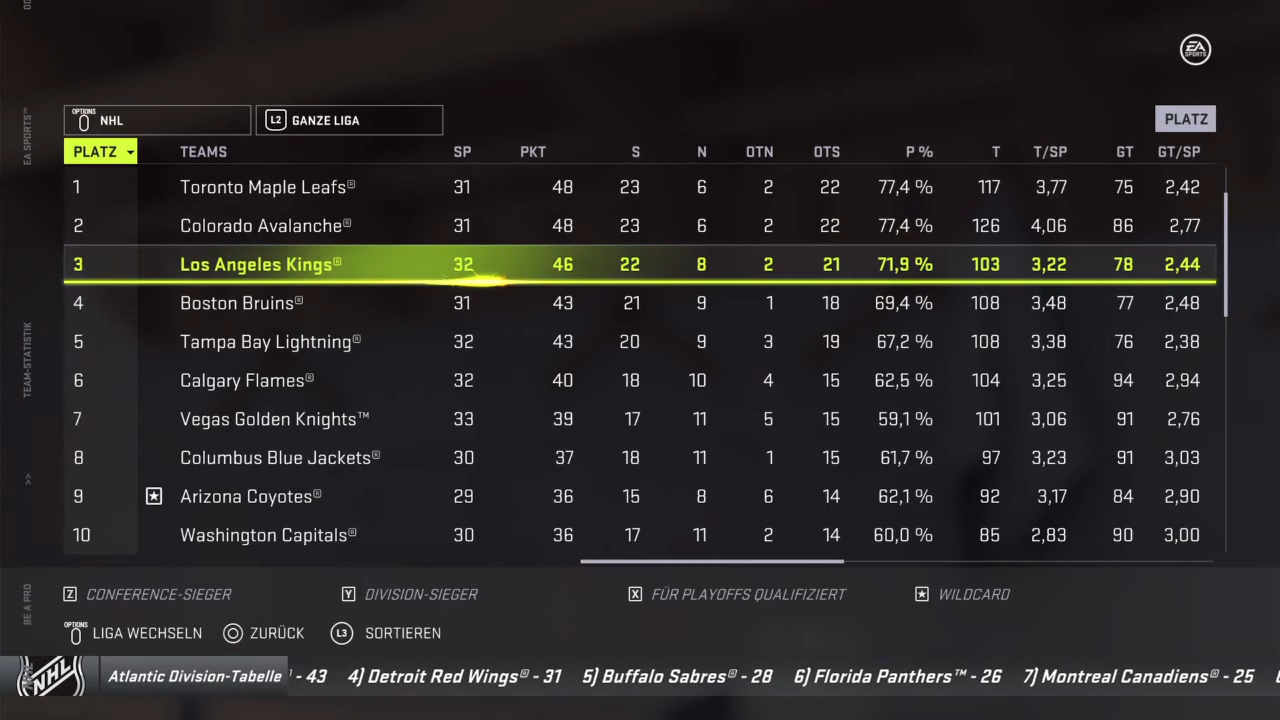 EA SPORTS
OPTIONS NHL L2 GANZE LIGA PLATZ
PLATZ TEAMS SP PKT S N OTN OTS P % T T/SP GT GT/SP
1 Toronto Maple Leafs® 31 48 23 6 2 22 77,4 % 117 3,77 75 2,42
2 Colorado Avalanche® 31 48 23 6 2 22 77,4 % 126 4,06 86 2,77
3 Los Angeles Kings® 32 46 22 8 2 21 71,9 % 103 3,22 78 2,44
4 Boston Bruins® 31 43 21 9 1 18 69,4 % 108 3,48 77 2,48
5 Tampa Bay Lightning® 32 43 20 9 3 19 67,2 % 108 3,38 76 2,38
6 Calgary Flames® 32 40 18 10 4 15 62,5 % 104 3,25 94 2,94
7 Vegas Golden Knights™ 33 39 17 11 5 15 59,1 % 101 3,06 91 2,76
8 Columbus Blue Jackets® 30 37 18 11 1 15 61,7 % 97 3,23 91 3,03
9 Arizona Coyotes® 29 36 15 8 6 14 62,1 % 92 3,17 84 2,90
10 Washington Capitals® 30 36 17 11 2 14 60,0 % 85 2,83 90 3,00
Z CONFERENCE-SIEGER Y DIVISION-SIEGER X FÜR PLAYOFFS QUALIFIZIERT ★ WILDCARD
OPTIONS LIGA WECHSELN ZURÜCK L3 SORTIEREN
NHL Atlantic Division-Tabelle - 43 4) Detroit Red Wings® - 31 5) Buffalo Sabres® - 28 6) Florida Panthers™ - 26 7) Montreal Canadiens® - 25
EA SPORTS™
TEAM-STATISTIK
>>
BE A PRO